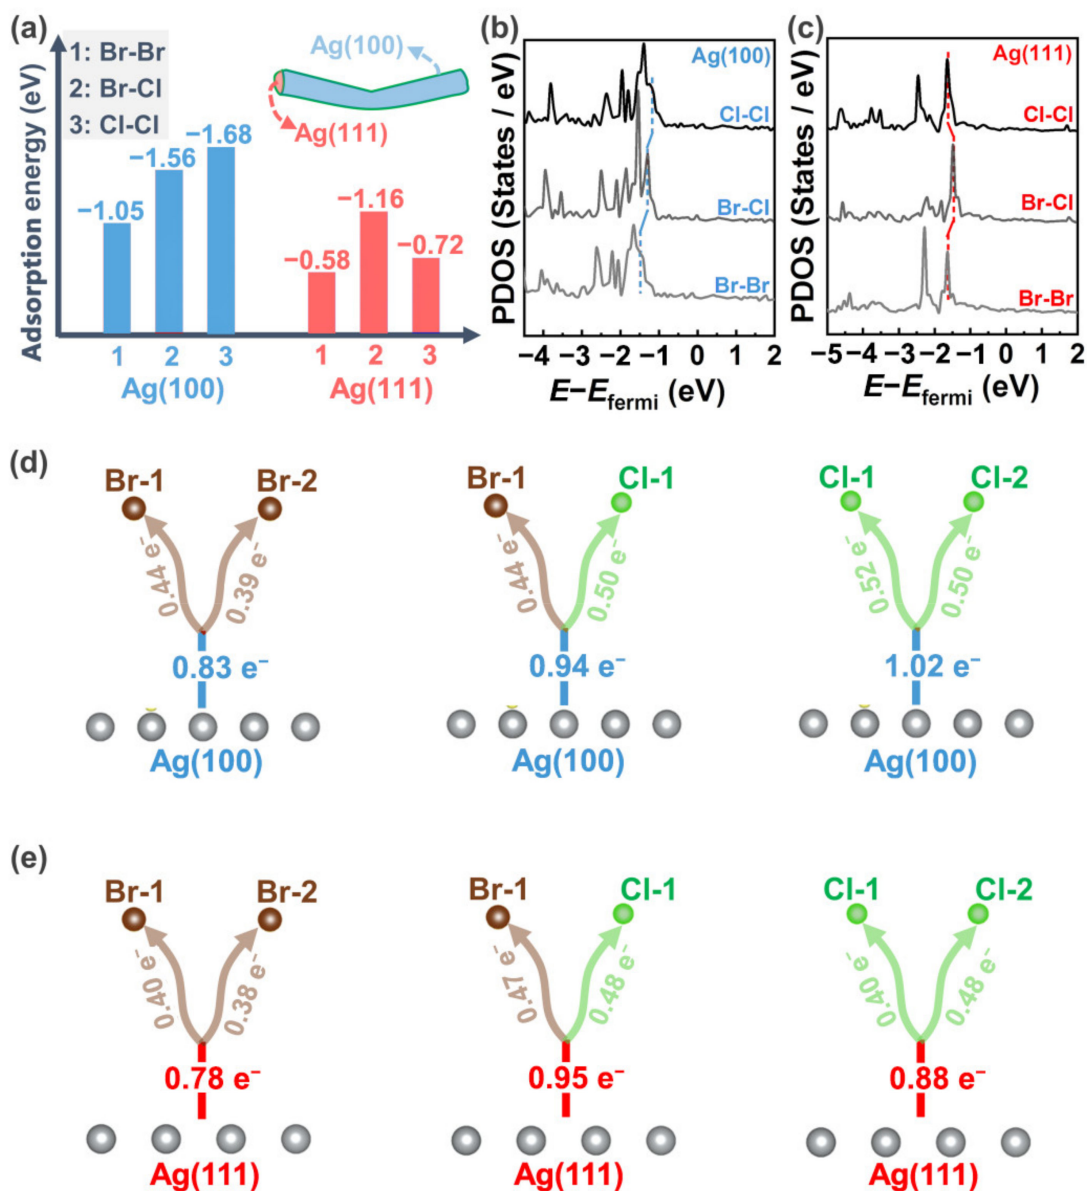 (a)
1: Br-Br
2: Br-Cl
3: Cl-Cl
Adsorption energy (eV)
Ag(100)
Ag(111)
−1.05
−1.56
−1.68
−0.58
−1.16
−0.72
1 2 3
Ag(100)
1 2 3
Ag(111)
(b)
PDOS (States / eV)
Ag(100)
Cl-Cl
Br-Cl
Br-Br
−4 −3 −2 −1 0 1 2
E−Efermi (eV)
(c)
PDOS (States / eV)
Ag(111)
Cl-Cl
Br-Cl
Br-Br
−5 −4 −3 −2 −1 0 1 2
E−Efermi (eV)
(d)
Br-1 Br-2
0.44 e⁻ 0.39 e⁻
0.83 e⁻
Ag(100)
Br-1 Cl-1
0.44 e⁻ 0.50 e⁻
0.94 e⁻
Ag(100)
Cl-1 Cl-2
0.52 e⁻ 0.50 e⁻
1.02 e⁻
Ag(100)
(e)
Br-1 Br-2
0.40 e⁻ 0.38 e⁻
0.78 e⁻
Ag(111)
Br-1 Cl-1
0.47 e⁻ 0.48 e⁻
0.95 e⁻
Ag(111)
Cl-1 Cl-2
0.40 e⁻ 0.48 e⁻
0.88 e⁻
Ag(111)